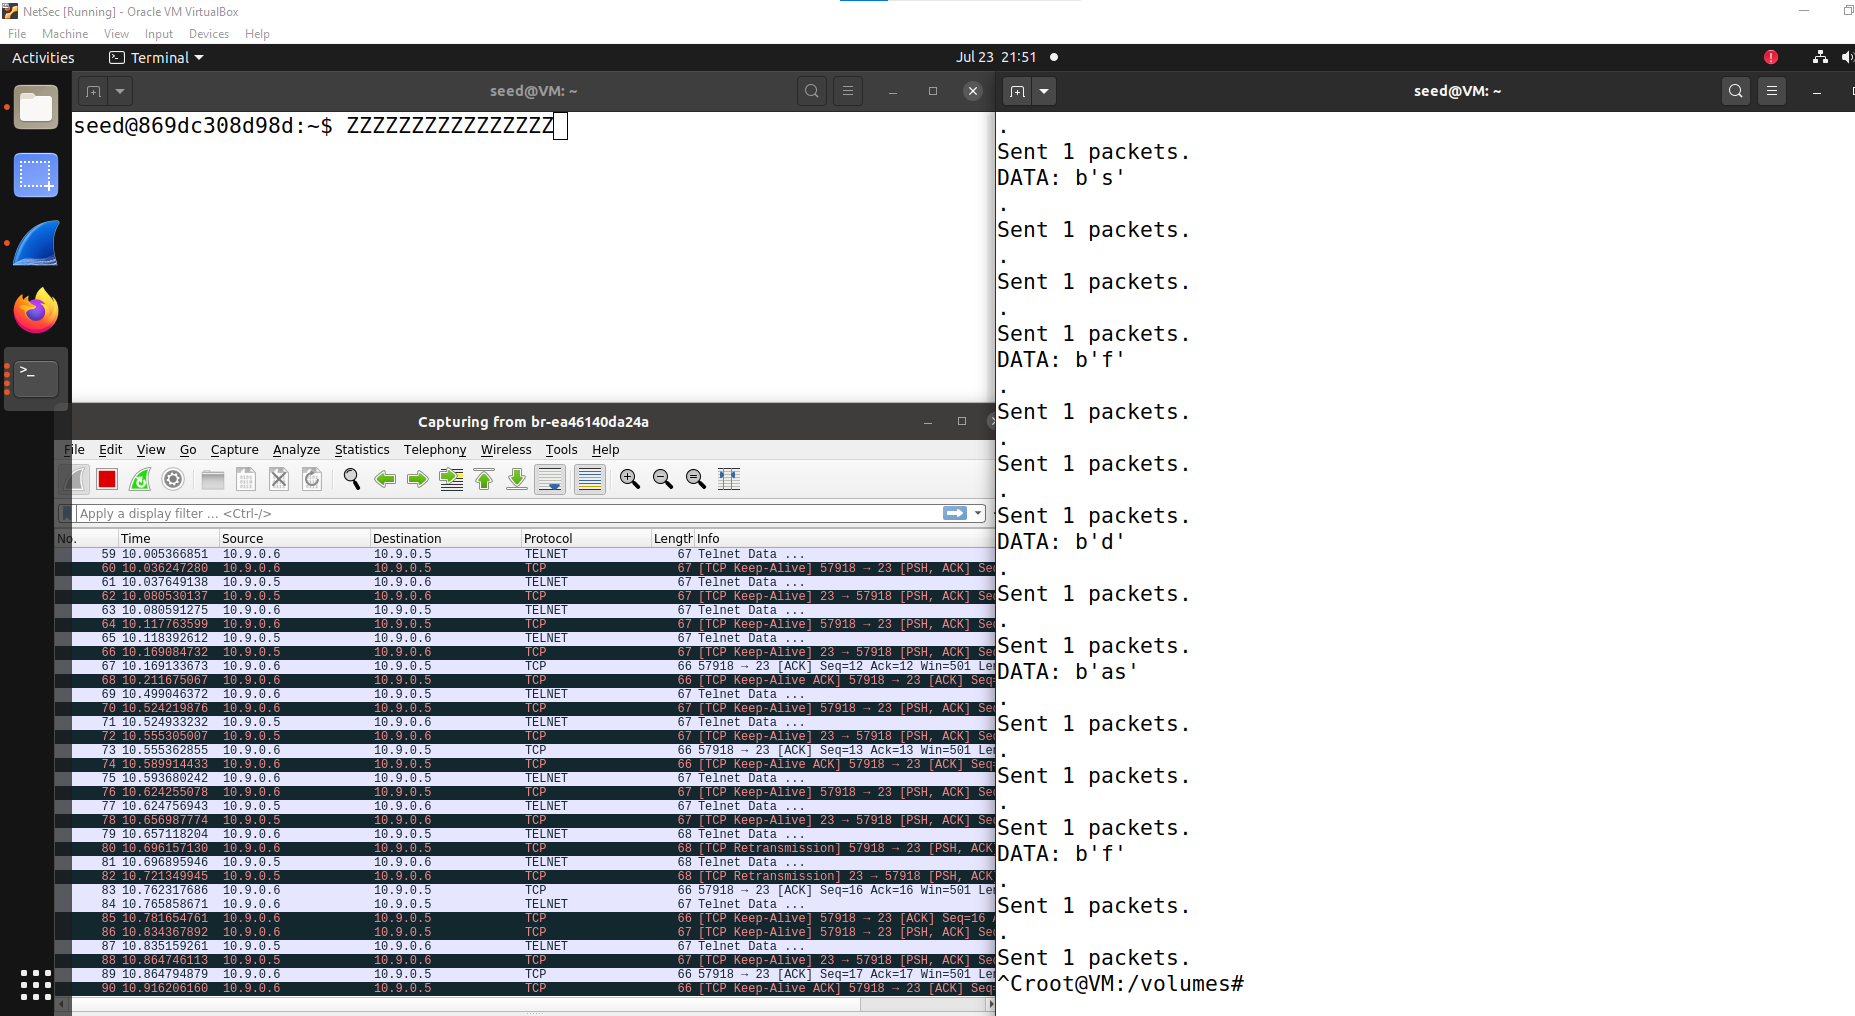 NetSec [Running] - Oracle VM VirtualBox
File Machine View Input Devices Help
Activities Terminal Jul 23 21:51
seed@VM: ~
seed@869dc308d98d:~$ ZZZZZZZZZZZZZZZZ
Capturing from br-ea46140da24a
File Edit View Go Capture Analyze Statistics Telephony Wireless Tools Help
Apply a display filter ... <Ctrl-/>
No. Time Source Destination Protocol Length Info
59 10.005366851 10.9.0.6 10.9.0.5 TELNET 67 Telnet Data ...
60 10.036247280 10.9.0.6 10.9.0.5 TCP 67 [TCP Keep-Alive] 57918 → 23 [PSH, ACK] Se
61 10.037649138 10.9.0.5 10.9.0.6 TELNET 67 Telnet Data ...
62 10.080530137 10.9.0.5 10.9.0.6 TCP 67 [TCP Keep-Alive] 23 → 57918 [PSH, ACK] Se
63 10.080591275 10.9.0.6 10.9.0.5 TELNET 67 Telnet Data ...
64 10.117763599 10.9.0.6 10.9.0.5 TCP 67 [TCP Keep-Alive] 57918 → 23 [PSH, ACK] Se
65 10.118392612 10.9.0.5 10.9.0.6 TELNET 67 Telnet Data ...
66 10.169084732 10.9.0.5 10.9.0.6 TCP 67 [TCP Keep-Alive] 23 → 57918 [PSH, ACK] Se
67 10.169133673 10.9.0.6 10.9.0.5 TCP 66 57918 → 23 [ACK] Seq=12 Ack=12 Win=501 Le
68 10.211675067 10.9.0.6 10.9.0.5 TCP 66 [TCP Keep-Alive ACK] 57918 → 23 [ACK] Seq
69 10.499046372 10.9.0.6 10.9.0.5 TELNET 67 Telnet Data ...
70 10.524219876 10.9.0.6 10.9.0.5 TCP 67 [TCP Keep-Alive] 57918 → 23 [PSH, ACK] Se
71 10.524933232 10.9.0.5 10.9.0.6 TELNET 67 Telnet Data ...
72 10.555305007 10.9.0.5 10.9.0.6 TCP 67 [TCP Keep-Alive] 23 → 57918 [PSH, ACK] Se
73 10.555362855 10.9.0.6 10.9.0.5 TCP 66 57918 → 23 [ACK] Seq=13 Ack=13 Win=501 Le
74 10.589914433 10.9.0.6 10.9.0.5 TCP 66 [TCP Keep-Alive ACK] 57918 → 23 [ACK] Seq
75 10.593680242 10.9.0.6 10.9.0.5 TELNET 67 Telnet Data ...
76 10.624255078 10.9.0.6 10.9.0.5 TCP 67 [TCP Keep-Alive] 57918 → 23 [PSH, ACK] Se
77 10.624756943 10.9.0.5 10.9.0.6 TELNET 67 Telnet Data ...
78 10.656987774 10.9.0.5 10.9.0.6 TCP 67 [TCP Keep-Alive] 23 → 57918 [PSH, ACK] Se
79 10.657118204 10.9.0.6 10.9.0.5 TELNET 68 Telnet Data ...
80 10.696157130 10.9.0.6 10.9.0.5 TCP 68 [TCP Retransmission] 57918 → 23 [PSH, ACK
81 10.696895946 10.9.0.5 10.9.0.6 TELNET 68 Telnet Data ...
82 10.721349945 10.9.0.5 10.9.0.6 TCP 68 [TCP Retransmission] 23 → 57918 [PSH, ACK
83 10.762317686 10.9.0.6 10.9.0.5 TCP 66 57918 → 23 [ACK] Seq=16 Ack=16 Win=501 Le
84 10.765858671 10.9.0.6 10.9.0.5 TELNET 67 Telnet Data ...
85 10.781654761 10.9.0.6 10.9.0.5 TCP 66 [TCP Keep-Alive] 57918 → 23 [ACK] Seq=16
86 10.834367892 10.9.0.6 10.9.0.5 TCP 67 [TCP Keep-Alive] 57918 → 23 [PSH, ACK] Se
87 10.835159261 10.9.0.5 10.9.0.6 TELNET 67 Telnet Data ...
88 10.864746113 10.9.0.5 10.9.0.6 TCP 67 [TCP Keep-Alive] 23 → 57918 [PSH, ACK] Se
89 10.864794879 10.9.0.6 10.9.0.5 TCP 66 57918 → 23 [ACK] Seq=17 Ack=17 Win=501 Le
90 10.916206160 10.9.0.6 10.9.0.5 TCP 66 [TCP Keep-Alive ACK] 57918 → 23 [ACK] Seq
seed@VM: ~
.
Sent 1 packets.
DATA: b's'
.
Sent 1 packets.
.
Sent 1 packets.
.
Sent 1 packets.
DATA: b'f'
.
Sent 1 packets.
.
Sent 1 packets.
.
Sent 1 packets.
DATA: b'd'
.
Sent 1 packets.
.
Sent 1 packets.
DATA: b'as'
.
Sent 1 packets.
.
Sent 1 packets.
.
Sent 1 packets.
DATA: b'f'
.
Sent 1 packets.
.
Sent 1 packets.
^Croot@VM:/volumes#